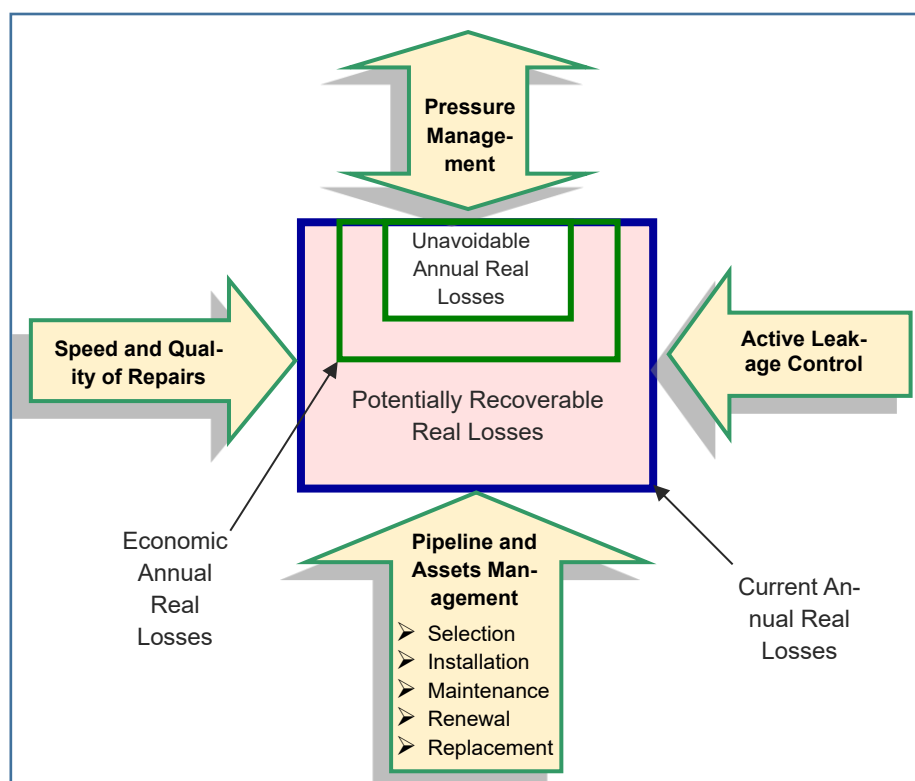 Pressure
Manage-
ment
Unavoidable
Annual Real
Losses
Speed and Qual-
ity of Repairs
Active Leak-
age Control
Potentially Recoverable
Real Losses
Economic
Annual
Real
Losses
Pipeline and
Assets Man-
agement
➢ Selection
➢ Installation
➢ Maintenance
➢ Renewal
➢ Replacement
Current An-
nual Real
Losses